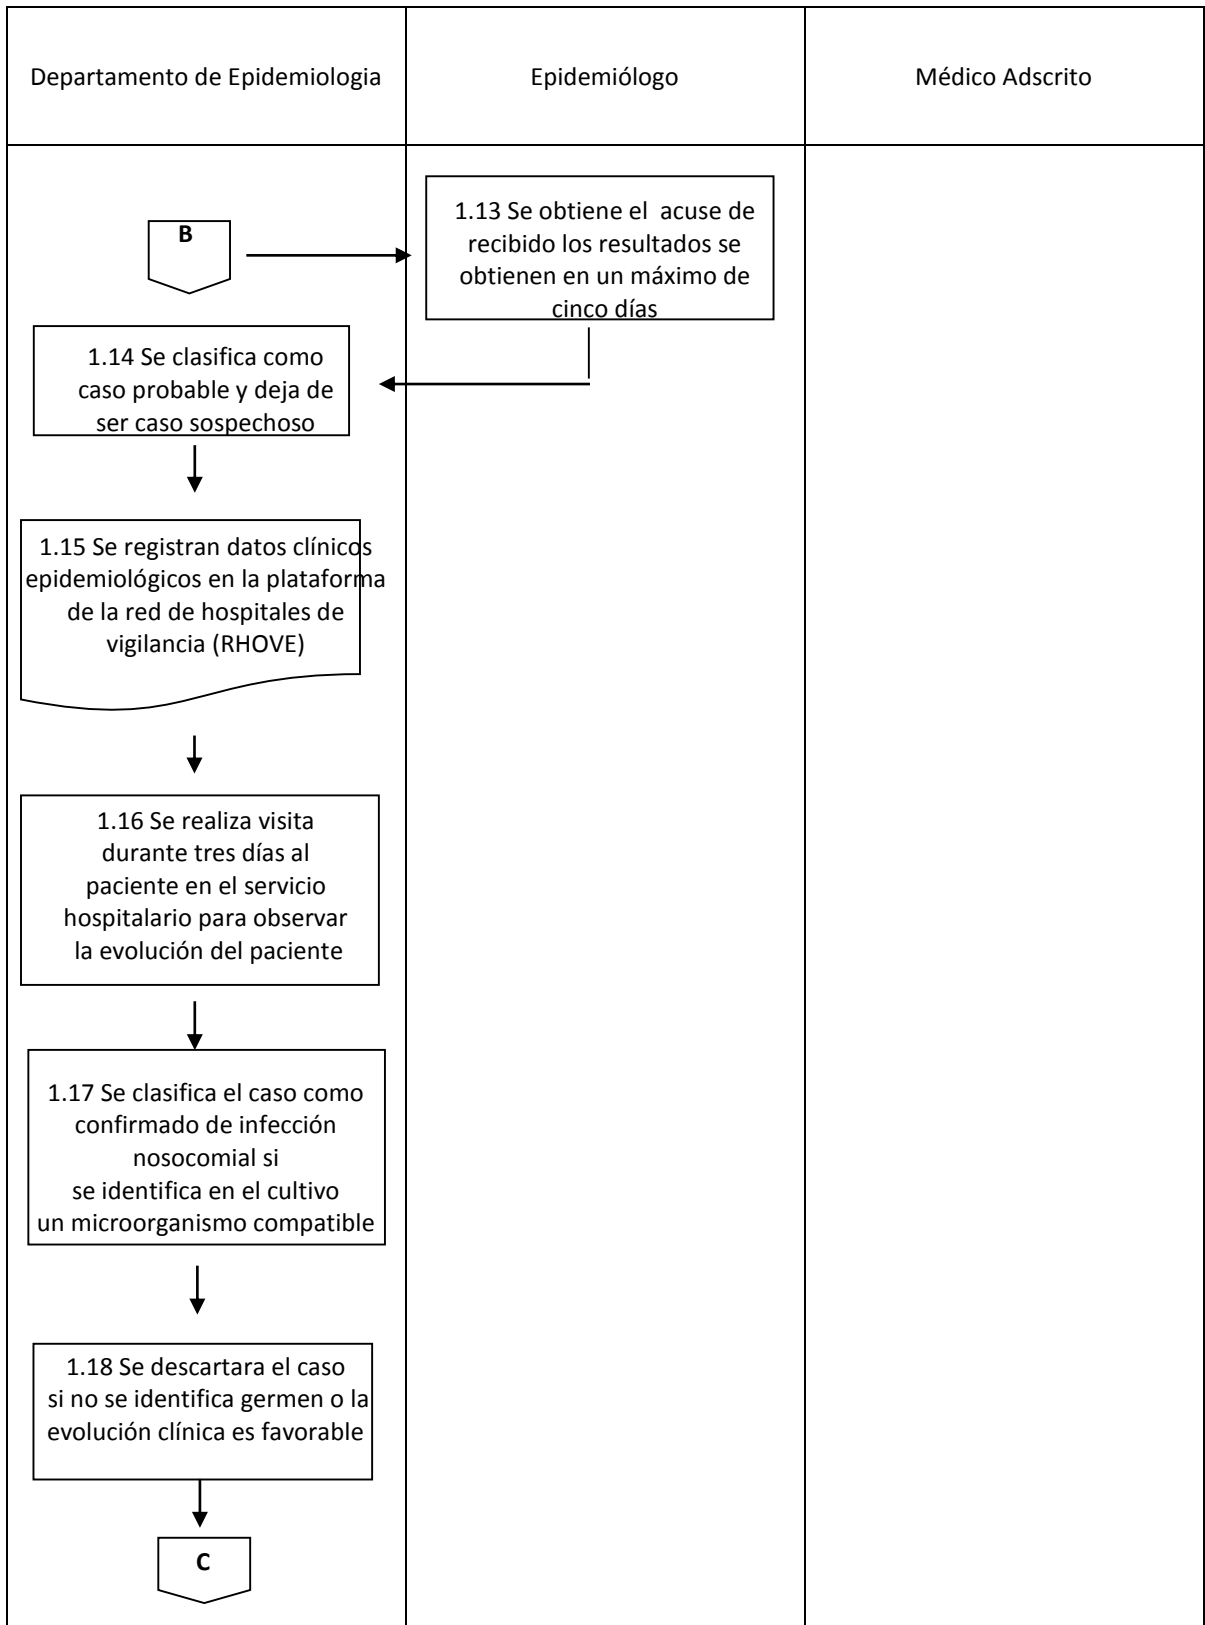 Departamento de Epidemiologia
Epidemiólogo
Médico Adscrito
B
1.13 Se obtiene el acuse de
recibido los resultados se
obtienen en un máximo de
cinco días
1.14 Se clasifica como
caso probable y deja de
ser caso sospechoso
1.15 Se registran datos clínicos
epidemiológicos en la plataforma
de la red de hospitales de
vigilancia (RHOVE)
1.16 Se realiza visita
durante tres días al
paciente en el servicio
hospitalario para observar
la evolución del paciente
1.17 Se clasifica el caso como
confirmado de infección
nosocomial si
se identifica en el cultivo
un microorganismo compatible
1.18 Se descartara el caso
si no se identifica germen o la
evolución clínica es favorable
C